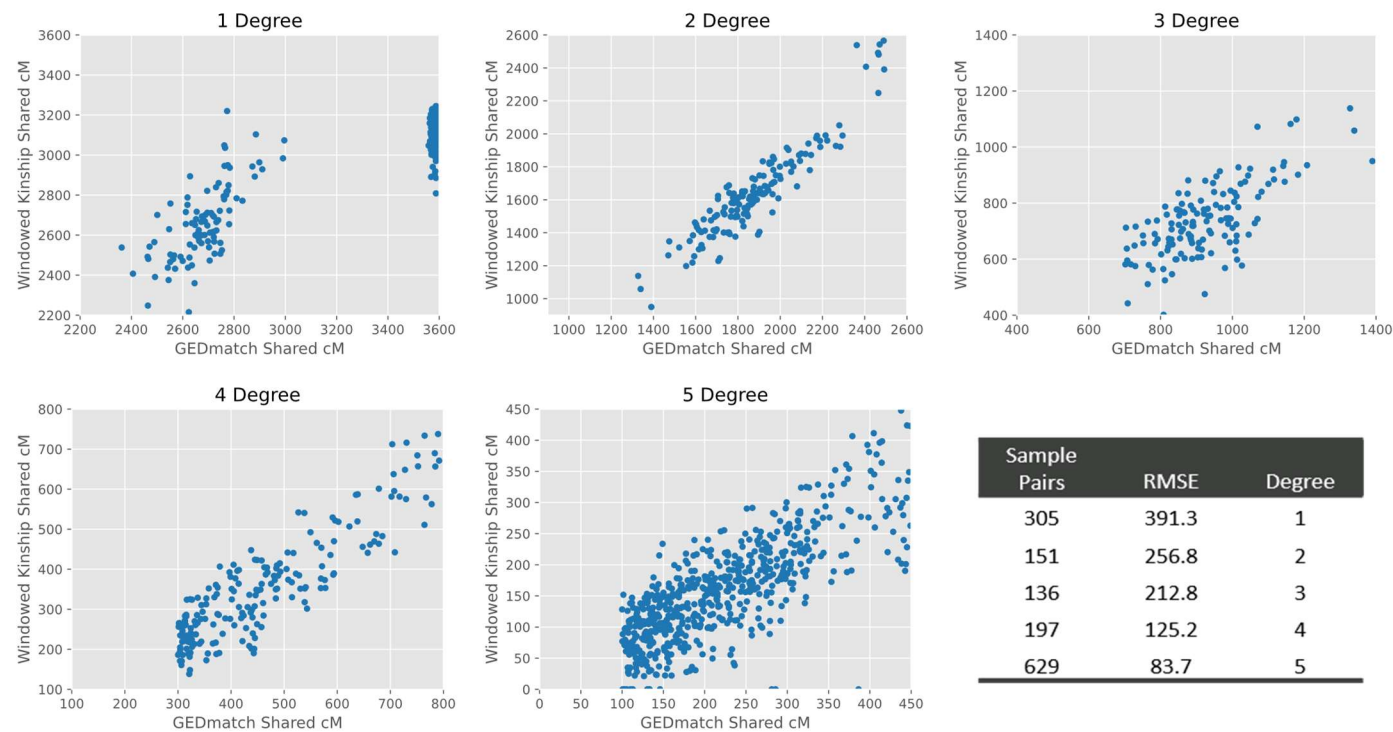 1 Degree
3600
3400
3200
3000
2800
2600
2400
2200
Windowed Kinship Shared cM
2200 2400 2600 2800 3000 3200 3400 3600
GEDmatch Shared cM
2 Degree
2600
2400
2200
2000
1800
1600
1400
1200
1000
Windowed Kinship Shared cM
1000 1200 1400 1600 1800 2000 2200 2400 2600
GEDmatch Shared cM
3 Degree
1400
1200
1000
800
600
400
Windowed Kinship Shared cM
400 600 800 1000 1200 1400
GEDmatch Shared cM
4 Degree
800
700
600
500
400
300
200
100
Windowed Kinship Shared cM
100 200 300 400 500 600 700 800
GEDmatch Shared cM
5 Degree
450
400
350
300
250
200
150
100
50
0
Windowed Kinship Shared cM
0 50 100 150 200 250 300 350 400 450
GEDmatch Shared cM
Sample
Pairs RMSE Degree
305 391.3 1
151 256.8 2
136 212.8 3
197 125.2 4
629 83.7 5